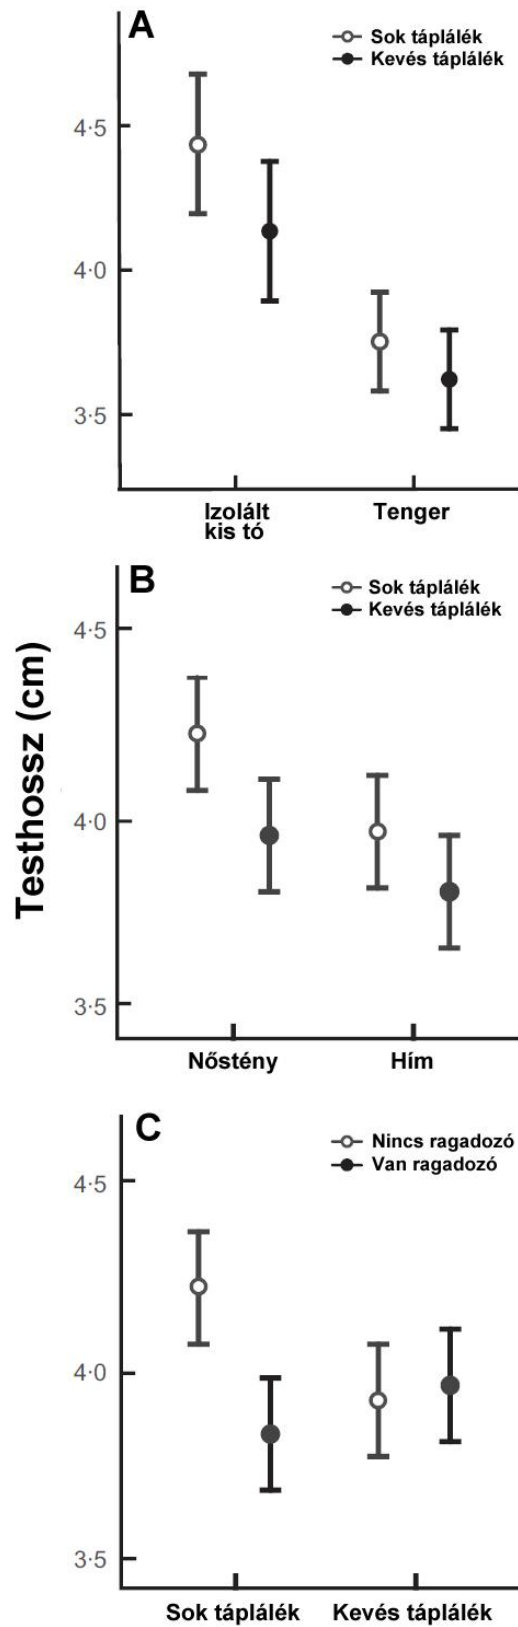 A
Sok táplálék
Kevés táplálék
4·5
4·0
3·5
Izolált
kis tó
Tenger
B
Sok táplálék
Kevés táplálék
4·5
4·0
3·5
Nőstény
Hím
Testhossz (cm)
C
Nincs ragadozó
Van ragadozó
4·5
4·0
3·5
Sok táplálék
Kevés táplálék